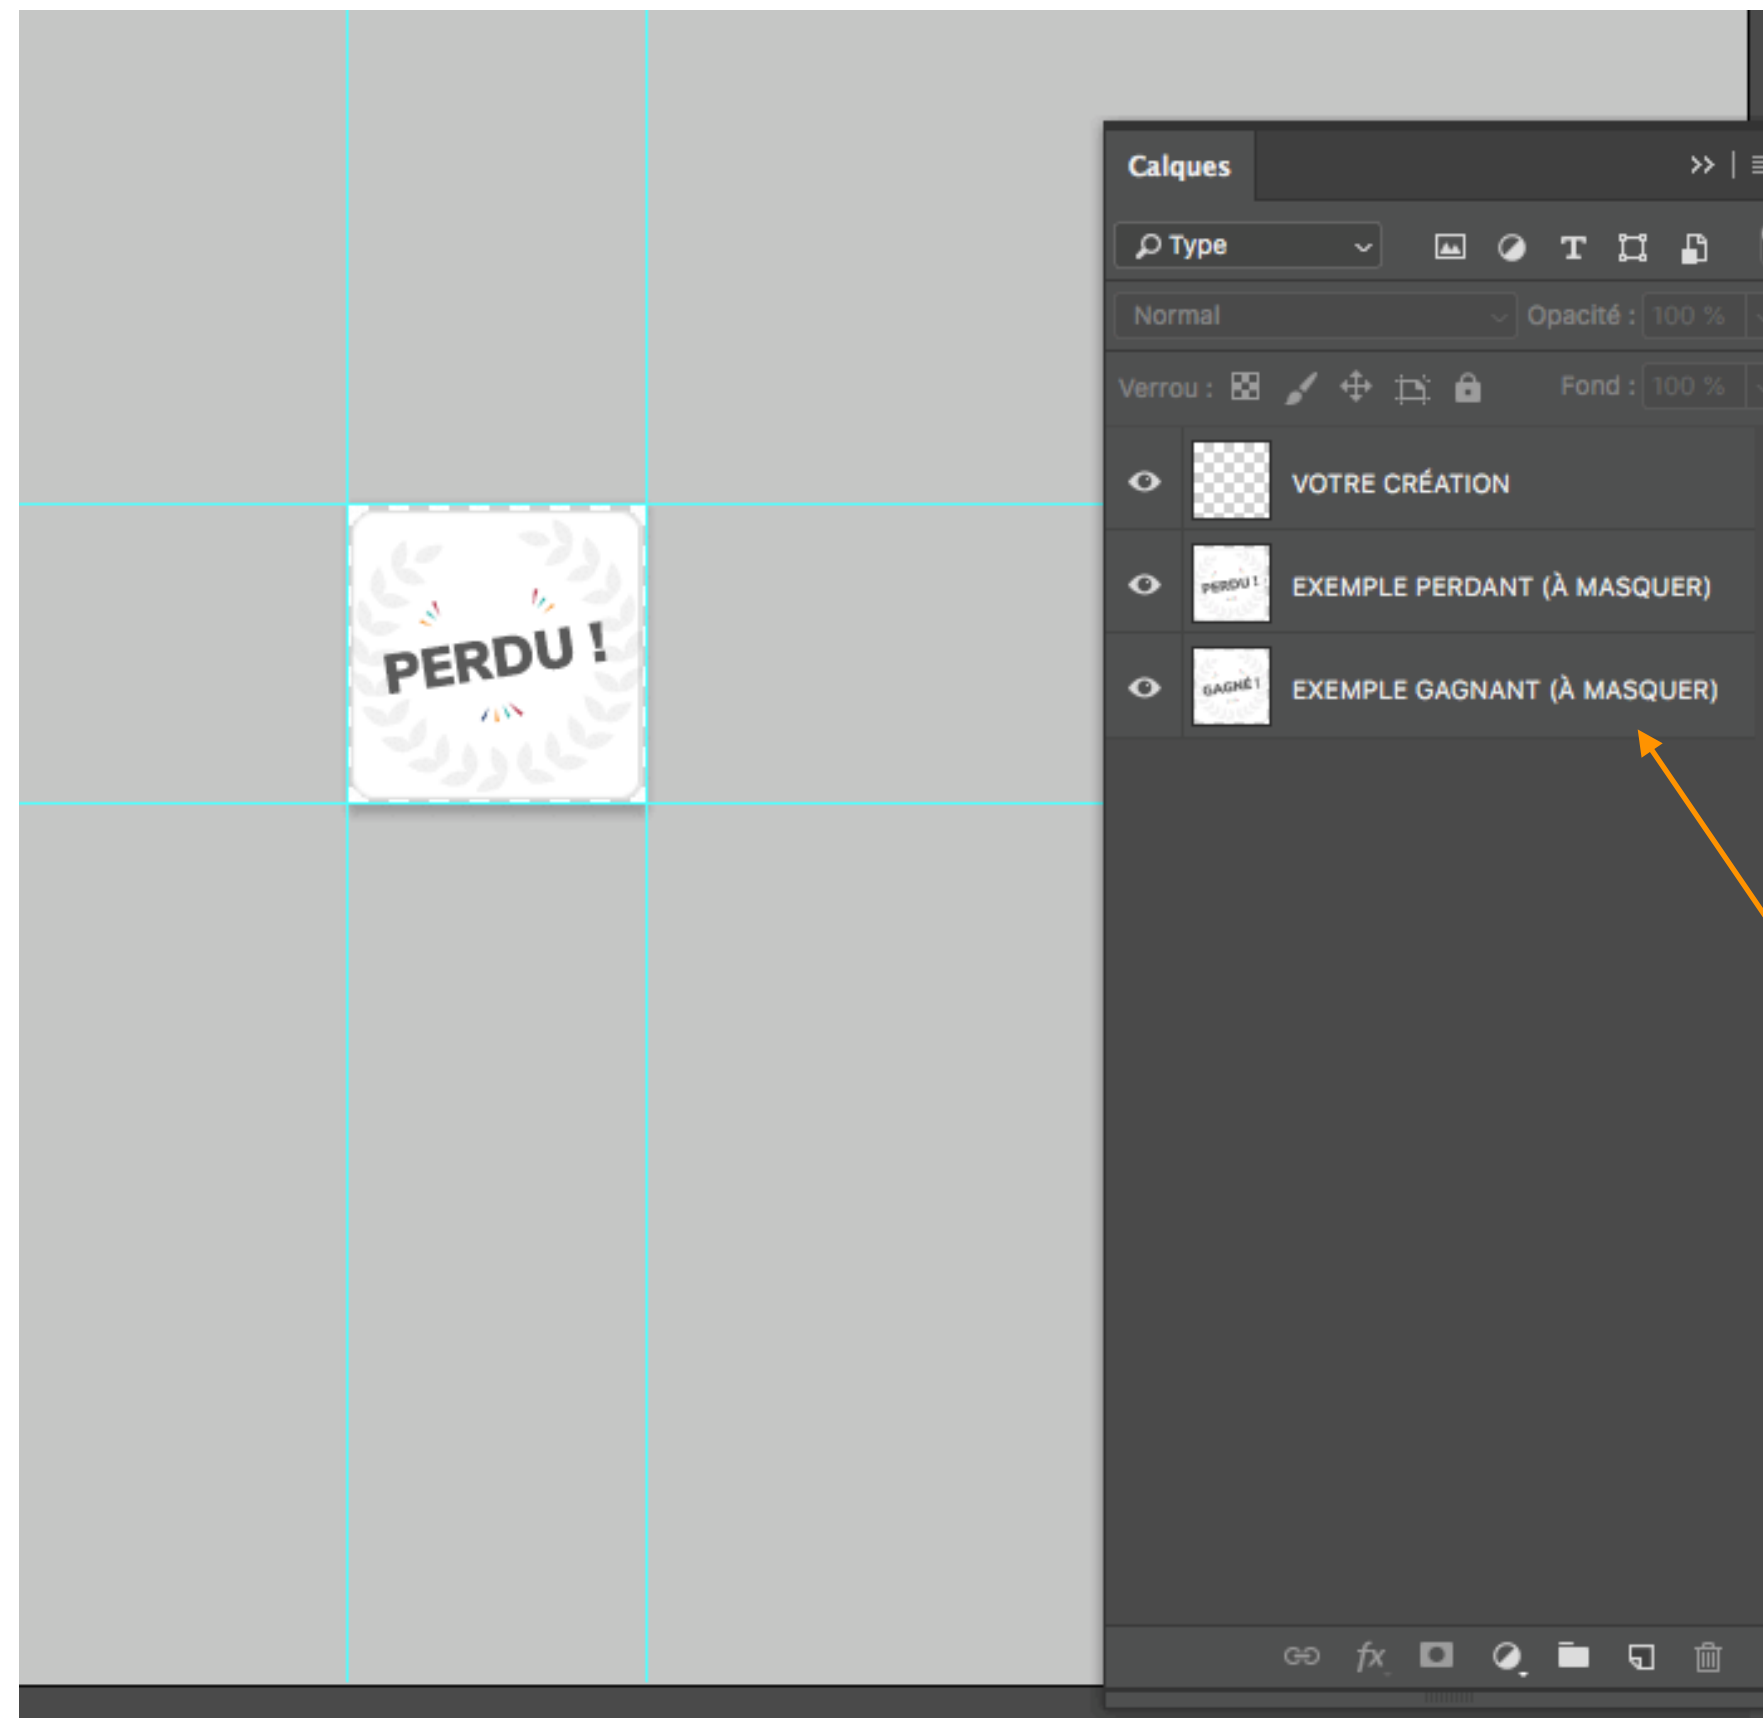 Calques
Type
Normal
Opacité : 100 %
Verrou :
Fond : 100 %
VOTRE CRÉATION
PERDU !
EXEMPLE PERDANT (À MASQUER)
GAGNÉ !
EXEMPLE GAGNANT (À MASQUER)
PERDU !
fx